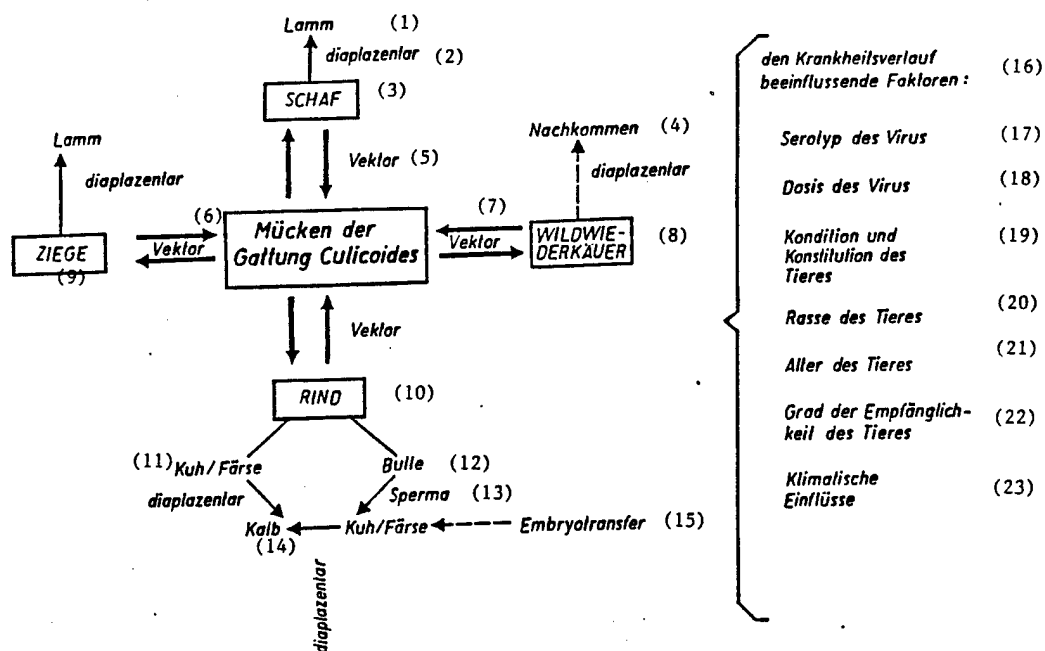 Lamm (1)
diaplazentar (2)
SCHAF (3)
Nachkommen (4)
diaplazentar
Lamm
diaplazentar
Vektor (5)
(6)
Vektor
ZIEGE
(9)
Mücken der
Gattung Culicoides
(7)
Vektor
WILDWIE-
DERKÄUER
(8)
Vektor
RIND (10)
(11) Kuh/Färse
Bulle (12)
diaplazentar
Sperma (13)
Kalb
(14)
Kuh/Färse
Embryotransfer (15)
diaplazentar
den Krankheitsverlauf (16)
beeinflussende Faktoren:
Serotyp des Virus (17)
Dosis des Virus (18)
Kondition und (19)
Konstitution des
Tieres
Rasse des Tieres (20)
Alter des Tieres (21)
Grad der Empfänglich- (22)
keit des Tieres
Klimatische (23)
Einflüsse